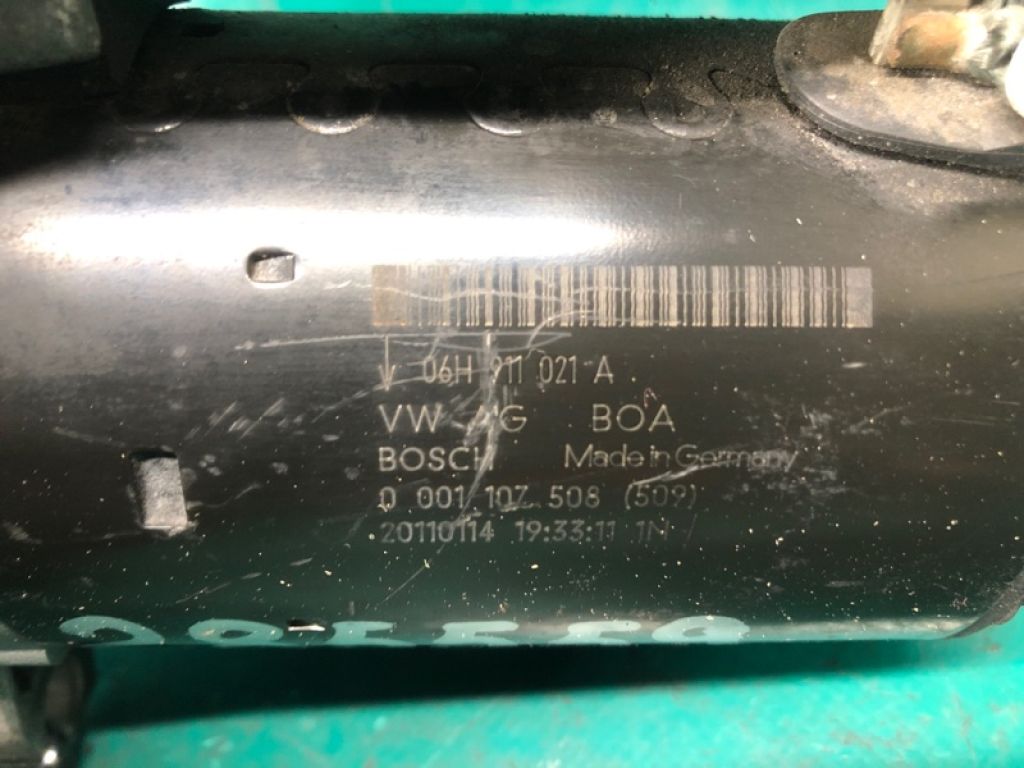 06H 911 021 A
VW AG BOA
BOSCH Made in Germany
0 001 107 508 (509)
20110114 19:33:11 1N